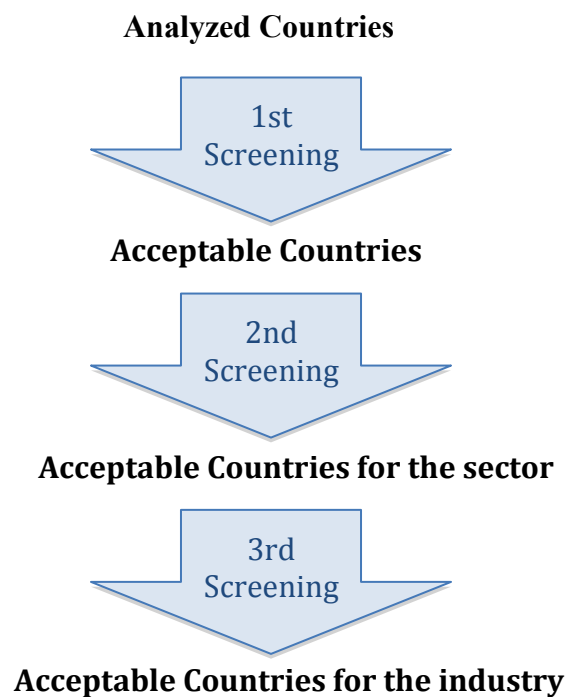 Analyzed Countries
1st
Screening
Acceptable Countries
2nd
Screening
Acceptable Countries for the sector
3rd
Screening
Acceptable Countries for the industry